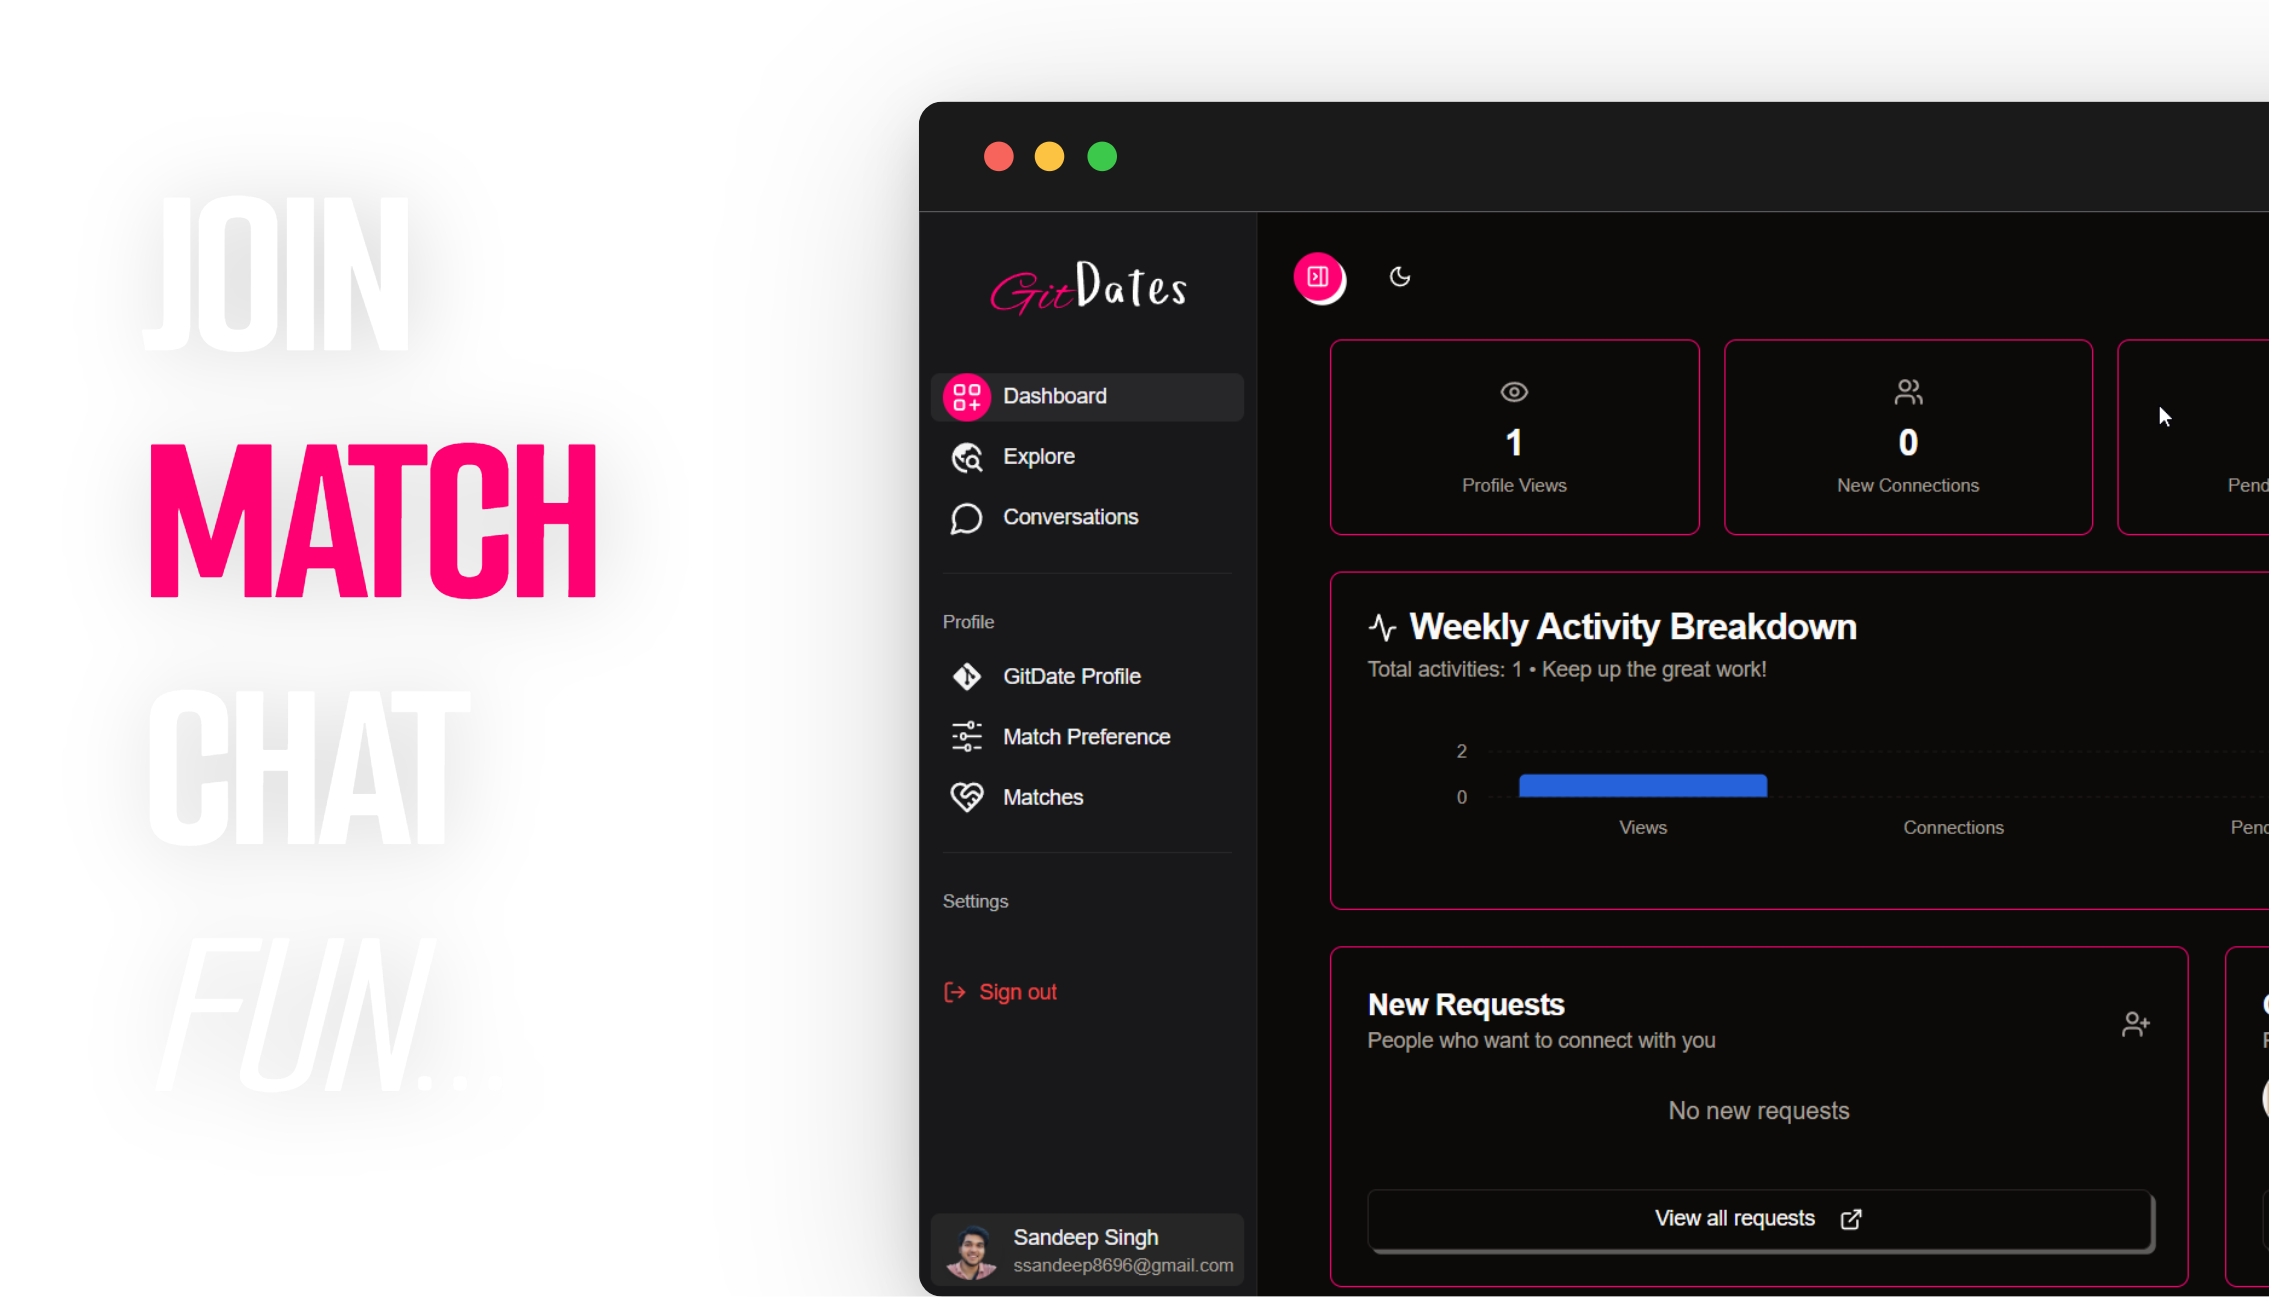 JOIN
MATCH
CHAT
FUN...
GitDates
Dashboard
Explore
Conversations
Profile
GitDate Profile
Match Preference
Matches
Settings
Sign out
Sandeep Singh
ssandeep8696@gmail.com
1
Profile Views
0
New Connections
Pend
Weekly Activity Breakdown
Total activities: 1 • Keep up the great work!
2
0
Views
Connections
Pend
New Requests
People who want to connect with you
No new requests
View all requests